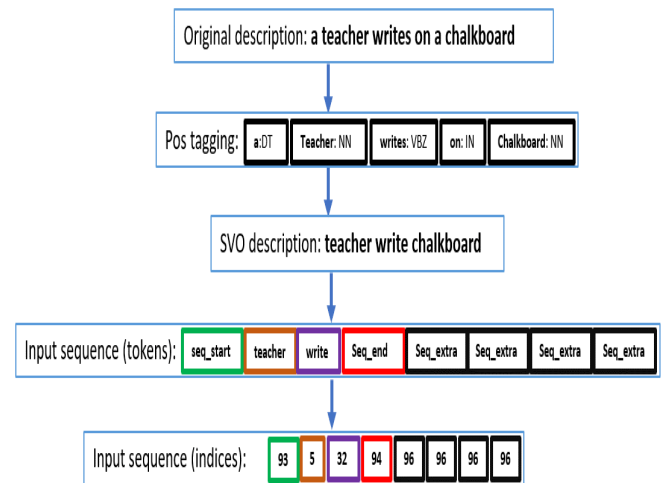 Original description: a teacher writes on a chalkboard
Pos tagging: a:DT Teacher: NN writes: VBZ on: IN Chalkboard: NN
SVO description: teacher write chalkboard
Input sequence (tokens): seq_start teacher write Seq_end Seq_extra Seq_extra Seq_extra Seq_extra
Input sequence (indices): 93 5 32 94 96 96 96 96